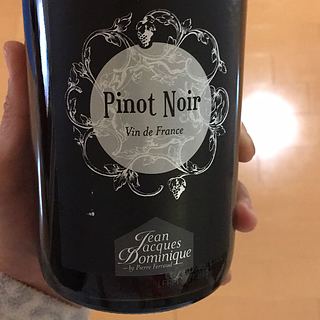 Pinot Noir
Vin de France
Jean
Jacques
Dominique
by Pierre Ferraud